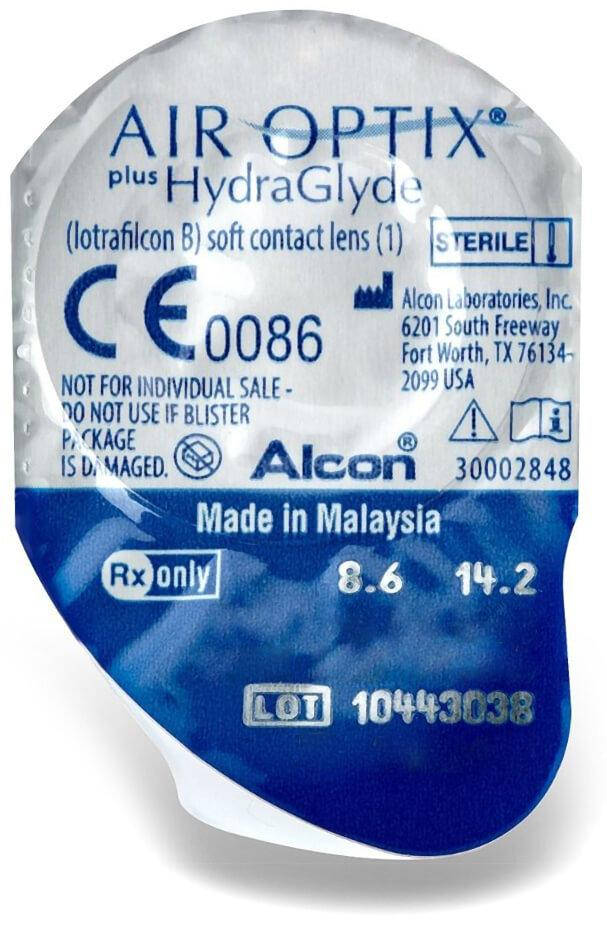 AIR OPTIX®
plus HydraGlyde
(lotrafilcon B) soft contact lens (1)
STERILE
CE 0086
Alcon Laboratories, Inc.
6201 South Freeway
Fort Worth, TX 76134-
2099 USA
NOT FOR INDIVIDUAL SALE -
DO NOT USE IF BLISTER
PACKAGE
IS DAMAGED.
Alcon®
30002848
Made in Malaysia
Rx only
8.6 14.2
LOT 10443038